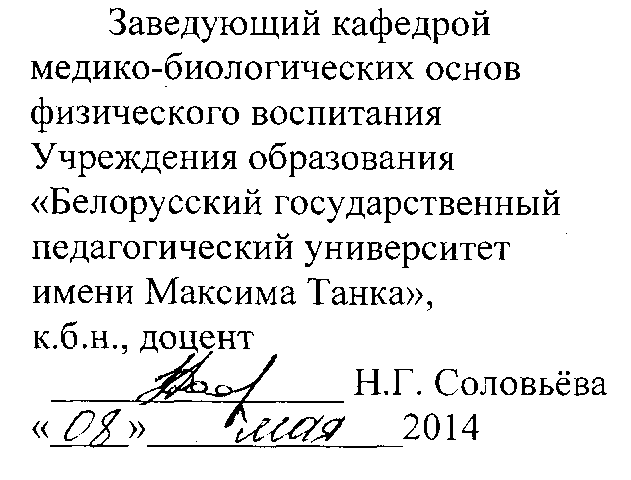 Заведующий кафедрой
медико-биологических основ
физического воспитания
Учреждения образования
«Белорусский государственный
педагогический университет
имени Максима Танка»,
к.б.н., доцент
Н.Г. Соловьёва
«08» мая 2014